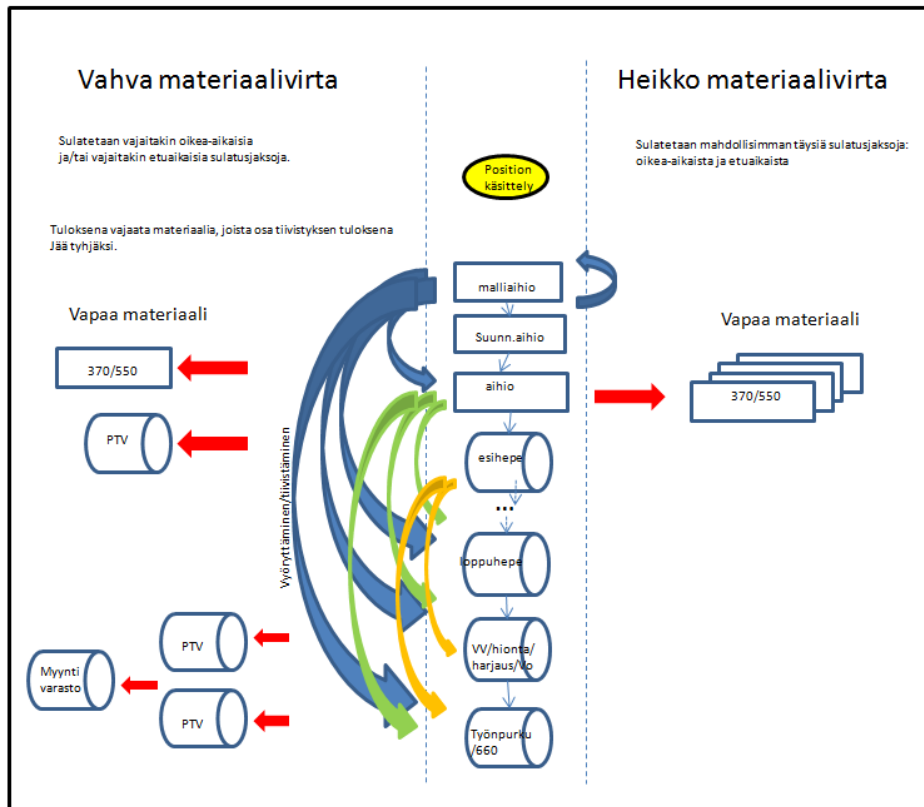 Vahva materiaalivirta
Heikko materiaalivirta
Sulatetaan vajaitakin oikea-aikaisia
ja/tai vajaitakin etuaikaisia sulatusjaksoja.
Sulatetaan mahdollisimman täysiä sulatusjaksoja:
oikea-aikaista ja etuaikaista
Position
käsittely
Tuloksena vajaata materiaalia, joista osa tiivistyksen tuloksena
Jää tyhjäksi.
malliaihio
Vapaa materiaali
Vapaa materiaali
Suunn.aihio
370/550
aihio
370/550
PTV
esihepe
...
Vyöryttäminen/tiivistäminen
loppuhepe
PTV
VV/hionta/
harjaus/Vo
Myynti
varasto
PTV
Työnpurku
/660